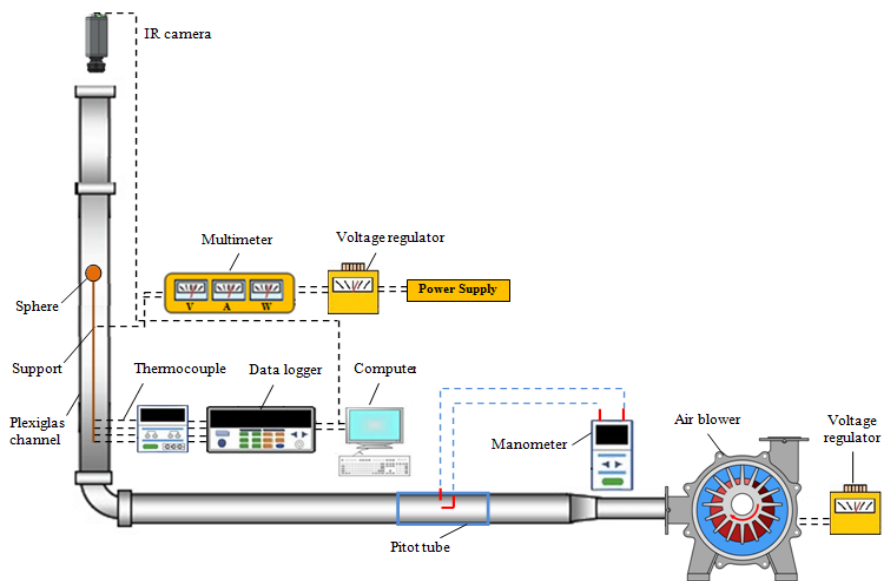 IR camera
Multimeter
Voltage regulator
V
A
W
Power Supply
Sphere
Support
Thermocouple
Data logger
Computer
Plexiglas
channel
Manometer
Air blower
Voltage
regulator
Pitot tube